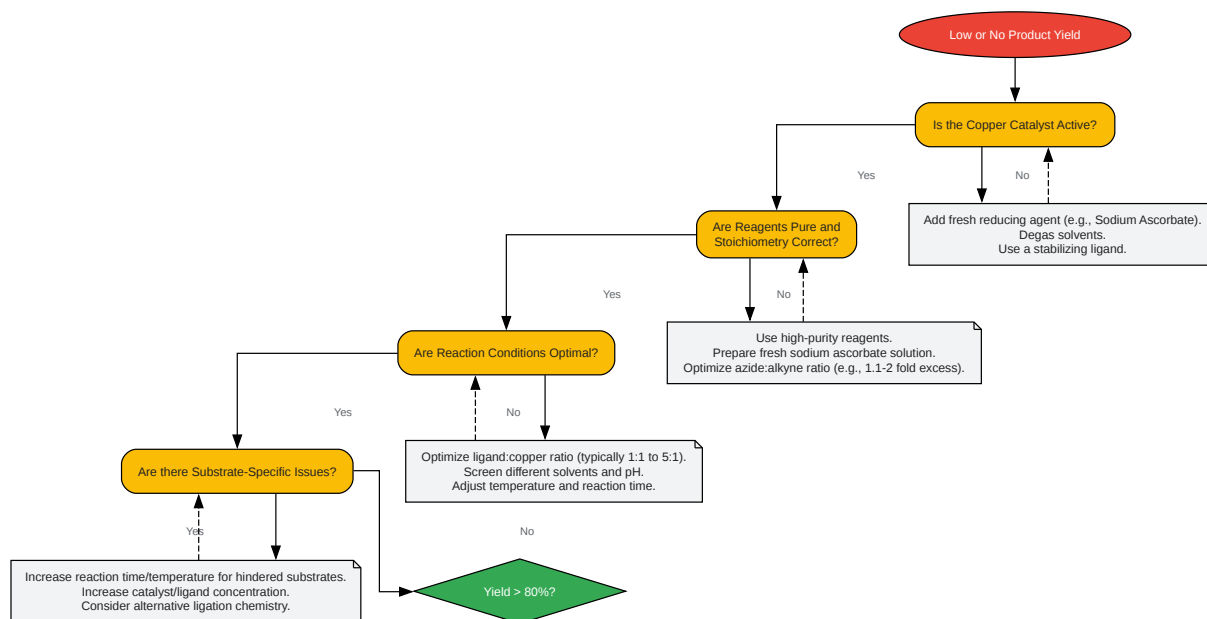 Low or No Product Yield
Is the Copper Catalyst Active?
Yes
No
Add fresh reducing agent (e.g., Sodium Ascorbate).
Degas solvents.
Use a stabilizing ligand.
Are Reagents Pure and
Stoichiometry Correct?
Yes
No
Use high-purity reagents.
Prepare fresh sodium ascorbate solution.
Optimize azide:alkyne ratio (e.g., 1.1-2 fold excess).
Are Reaction Conditions Optimal?
Yes
No
Optimize ligand:copper ratio (typically 1:1 to 5:1).
Screen different solvents and pH.
Adjust temperature and reaction time.
Are there Substrate-Specific Issues?
Yes
No
Increase reaction time/temperature for hindered substrates.
Increase catalyst/ligand concentration.
Consider alternative ligation chemistry.
Yield > 80%?